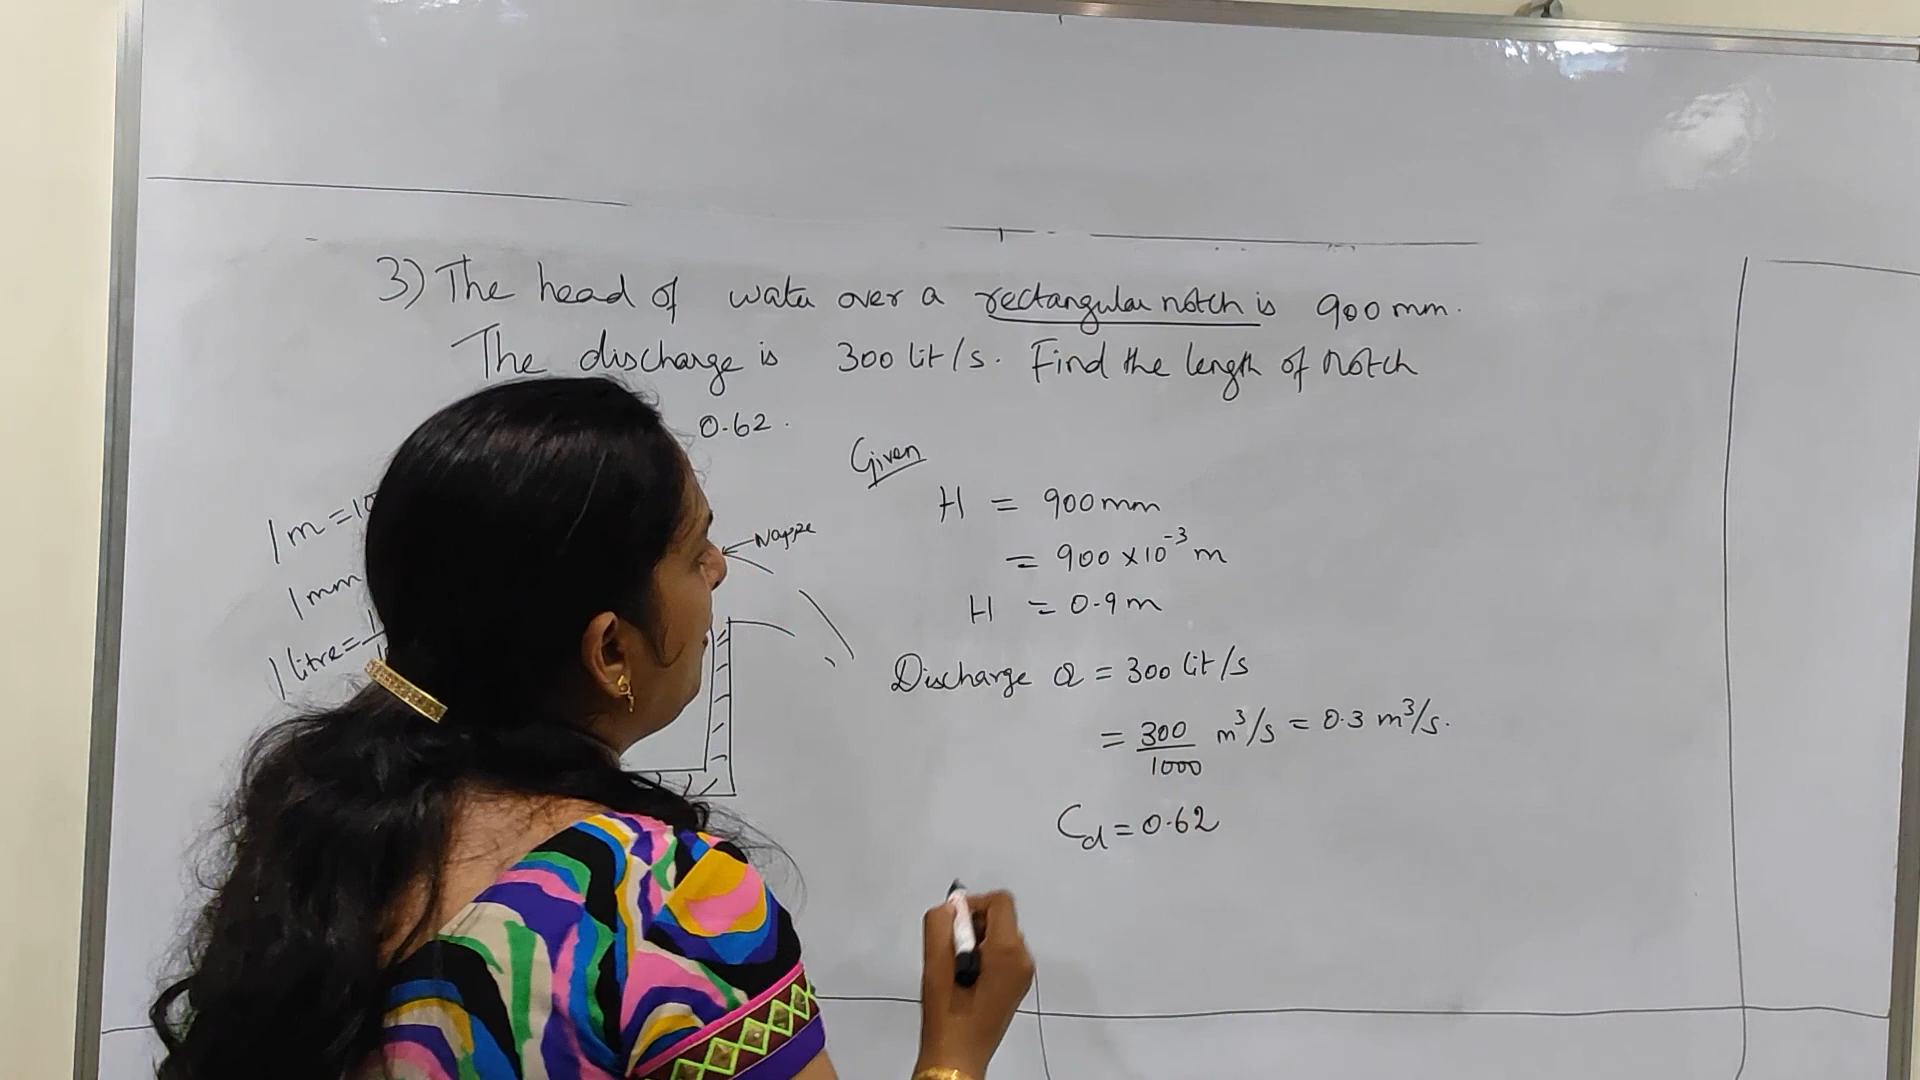 3) The head of water over a rectangular notch is 900 mm.
The discharge is 300 lit/s. Find the length of notch
0.62.
Given
H = 900 mm
= 900 × 10⁻³ m
H = 0.9 m
Discharge Q = 300 lit/s
= 300/1000 m³/s = 0.3 m³/s.
Cd = 0.62
1 m = 10
1 mm
1 litre = 1
Nappe